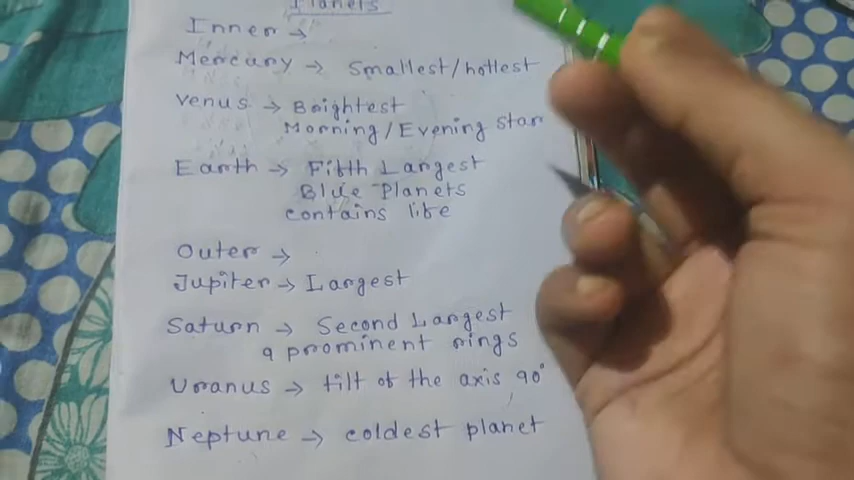 Planets
Inner →
Mercury → Smallest/hottest
Venus → Brightest
Morning/Evening Star
Earth → Fifth Largest
Blue Planets
contains life
Outer →
Jupiter → Largest
Saturn → Second Largest
9 prominent rings
Uranus → tilt of the axis 90°
Neptune → coldest planet